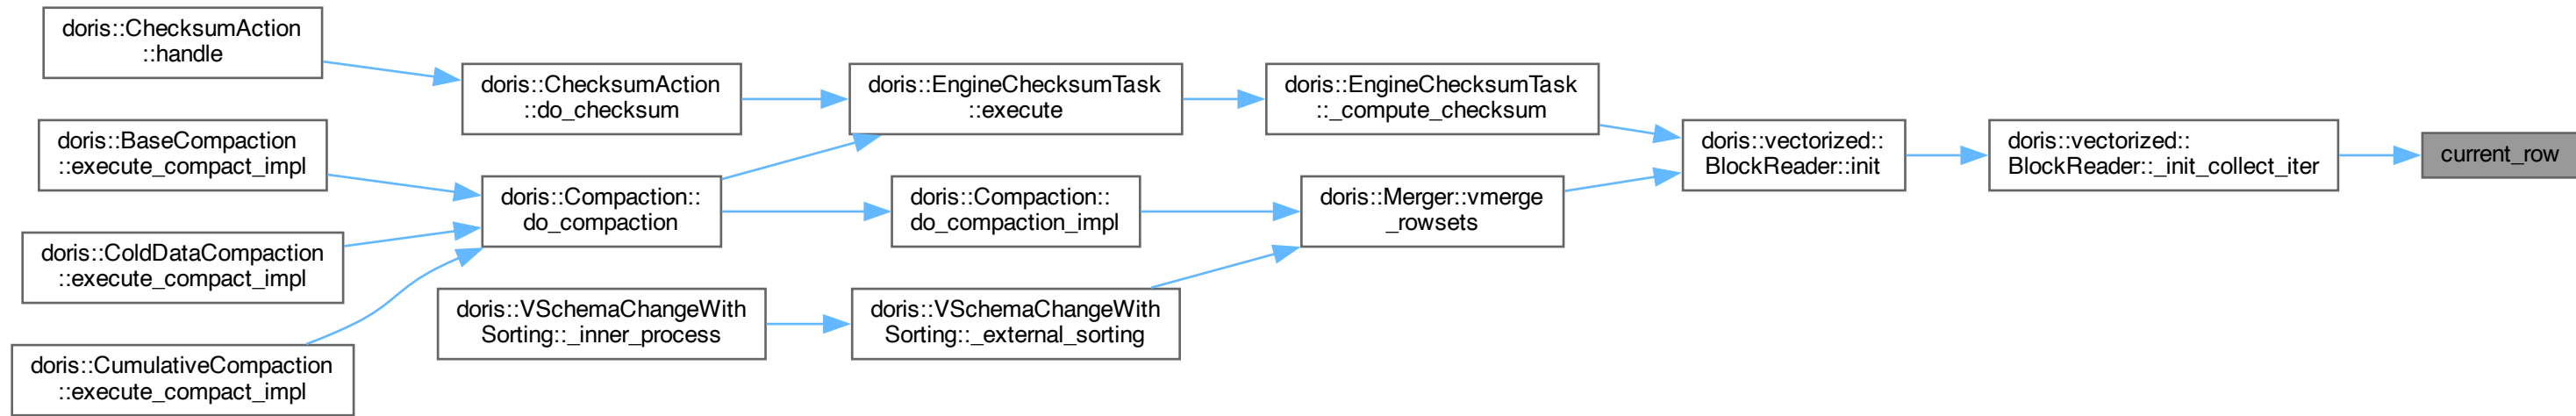 doris::ChecksumAction
::handle
doris::BaseCompaction
::execute_compact_impl
doris::ColdDataCompaction
::execute_compact_impl
doris::CumulativeCompaction
::execute_compact_impl
doris::ChecksumAction
::do_checksum
doris::Compaction::
do_compaction
doris::VSchemaChangeWith
Sorting::_inner_process
doris::EngineChecksumTask
::execute
doris::Compaction::
do_compaction_impl
doris::VSchemaChangeWith
Sorting::_external_sorting
doris::EngineChecksumTask
::_compute_checksum
doris::Merger::vmerge
_rowsets
doris::vectorized::
BlockReader::init
doris::vectorized::
BlockReader::_init_collect_iter
current_row